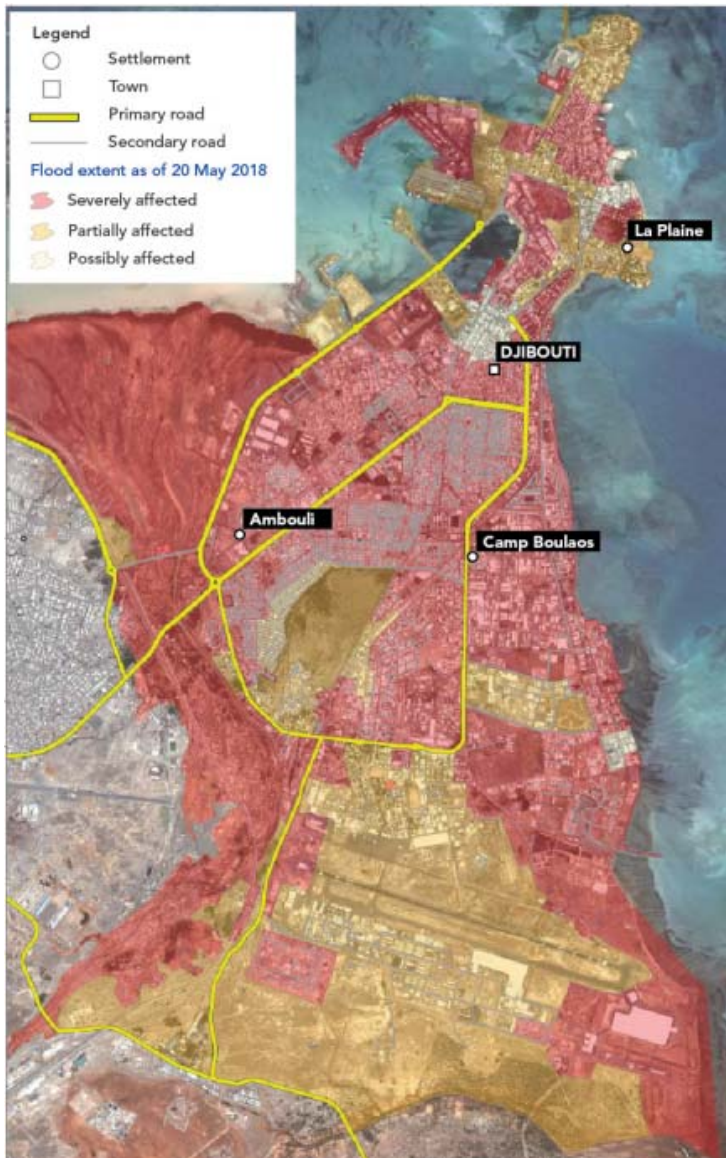 Legend
Settlement
Town
Primary road
Secondary road
Flood extent as of 20 May 2018
Severely affected
Partially affected
Possibly affected
La Plaine
DJIBOUTI
Ambouli
Camp Boulaos